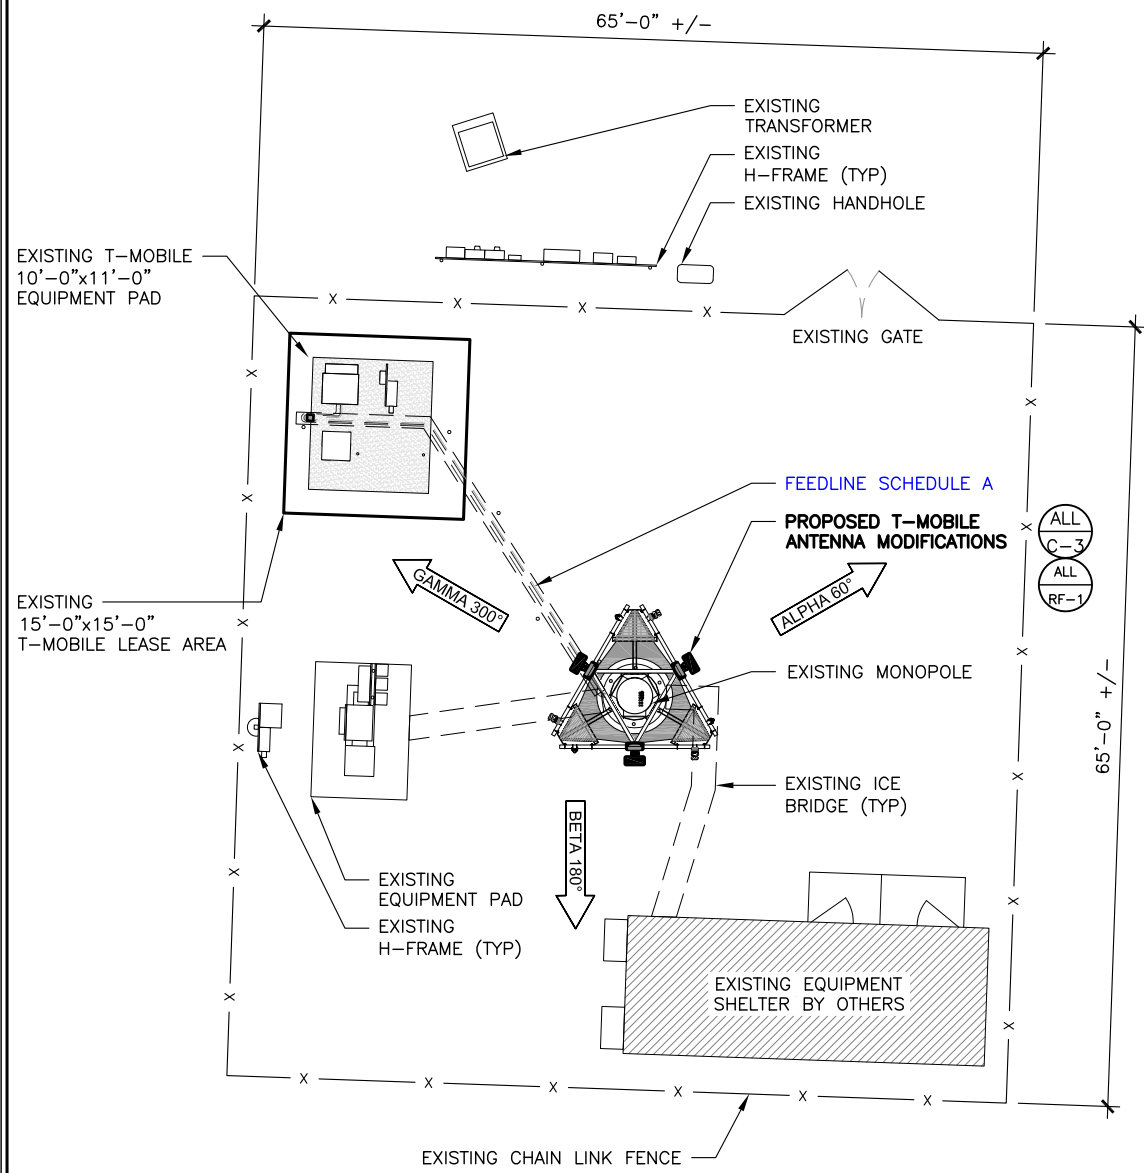 65'-0" +/-
EXISTING
TRANSFORMER
EXISTING
H-FRAME (TYP)
EXISTING HANDHOLE
EXISTING T-MOBILE
10'-0"x11'-0"
EQUIPMENT PAD
X X X X
EXISTING GATE
X
X
X
X
X
X
X
X
X
X
X
X
X
FEEDLINE SCHEDULE A
PROPOSED T-MOBILE
ANTENNA MODIFICATIONS
ALL
C-3
ALL
RF-1
GAMMA 300°
ALPHA 60°
EXISTING
15'-0"x15'-0"
T-MOBILE LEASE AREA
EXISTING MONOPOLE
65'-0" +/-
EXISTING ICE
BRIDGE (TYP)
BETA 180°
EXISTING
EQUIPMENT PAD
EXISTING
H-FRAME (TYP)
EXISTING EQUIPMENT
SHELTER BY OTHERS
X X X X X X
EXISTING CHAIN LINK FENCE